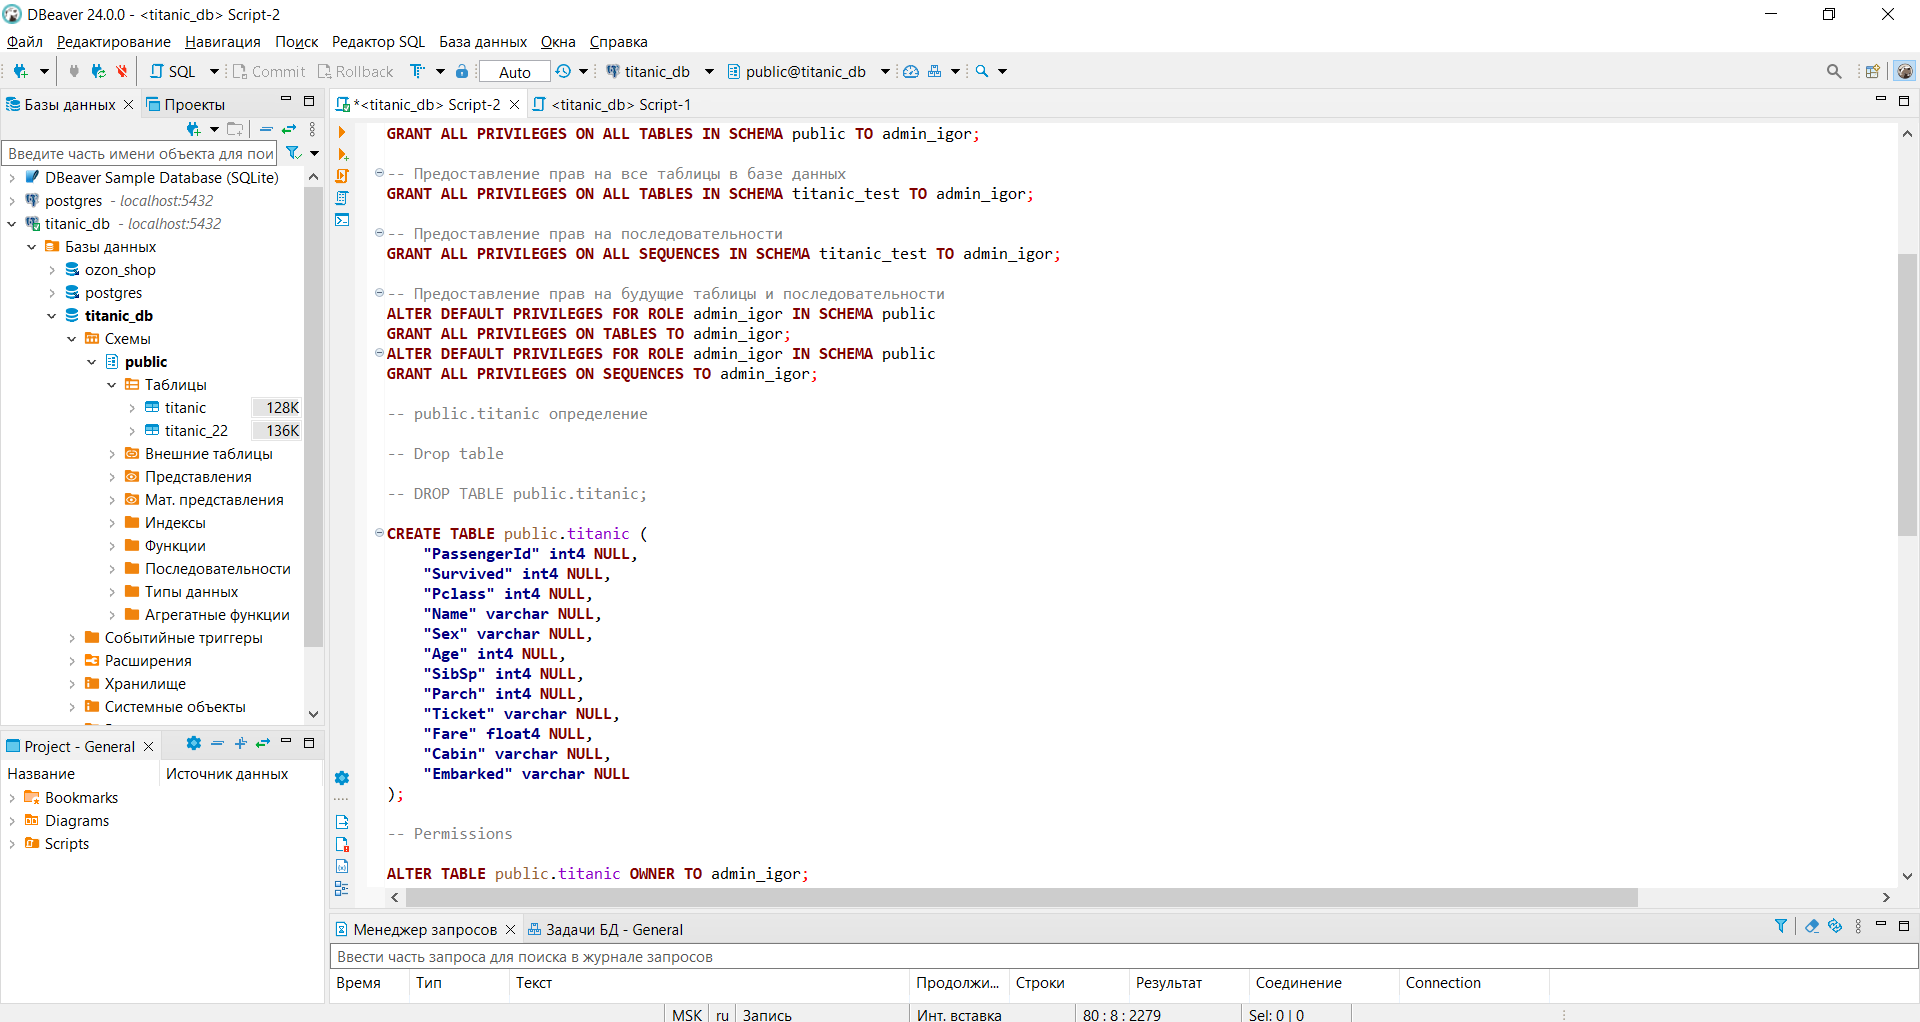 DBeaver 24.0.0 - <titanic_db> Script-2
Файл Редактирование Навигация Поиск Редактор SQL База данных Окна Справка
SQL Commit Rollback Auto titanic_db public@titanic_db
Базы данных Проекты
Введите часть имени объекта для пои
DBeaver Sample Database (SQLite)
postgres - localhost:5432
titanic_db - localhost:5432
Базы данных
ozon_shop
postgres
titanic_db
Схемы
public
Таблицы
titanic 128K
titanic_22 136K
Внешние таблицы
Представления
Мат. представления
Индексы
Функции
Последовательности
Типы данных
Агрегатные функции
Событийные триггеры
Расширения
Хранилище
Системные объекты
Project - General
Название Источник данных
Bookmarks
Diagrams
Scripts
*<titanic_db> Script-2 <titanic_db> Script-1
GRANT ALL PRIVILEGES ON ALL TABLES IN SCHEMA public TO admin_igor;
-- Предоставление прав на все таблицы в базе данных
GRANT ALL PRIVILEGES ON ALL TABLES IN SCHEMA titanic_test TO admin_igor;
-- Предоставление прав на последовательности
GRANT ALL PRIVILEGES ON ALL SEQUENCES IN SCHEMA titanic_test TO admin_igor;
-- Предоставление прав на будущие таблицы и последовательности
ALTER DEFAULT PRIVILEGES FOR ROLE admin_igor IN SCHEMA public
GRANT ALL PRIVILEGES ON TABLES TO admin_igor;
ALTER DEFAULT PRIVILEGES FOR ROLE admin_igor IN SCHEMA public
GRANT ALL PRIVILEGES ON SEQUENCES TO admin_igor;
-- public.titanic определение
-- Drop table
-- DROP TABLE public.titanic;
CREATE TABLE public.titanic (
"PassengerId" int4 NULL,
"Survived" int4 NULL,
"Pclass" int4 NULL,
"Name" varchar NULL,
"Sex" varchar NULL,
"Age" int4 NULL,
"SibSp" int4 NULL,
"Parch" int4 NULL,
"Ticket" varchar NULL,
"Fare" float4 NULL,
"Cabin" varchar NULL,
"Embarked" varchar NULL
);
-- Permissions
ALTER TABLE public.titanic OWNER TO admin_igor;
Менеджер запросов Задачи БД - General
Ввести часть запроса для поиска в журнале запросов
Время Тип Текст Продолжи... Строки Результат Соединение Connection
MSK ru Запись Инт. вставка 80 : 8 : 2279 Sel: 0 | 0